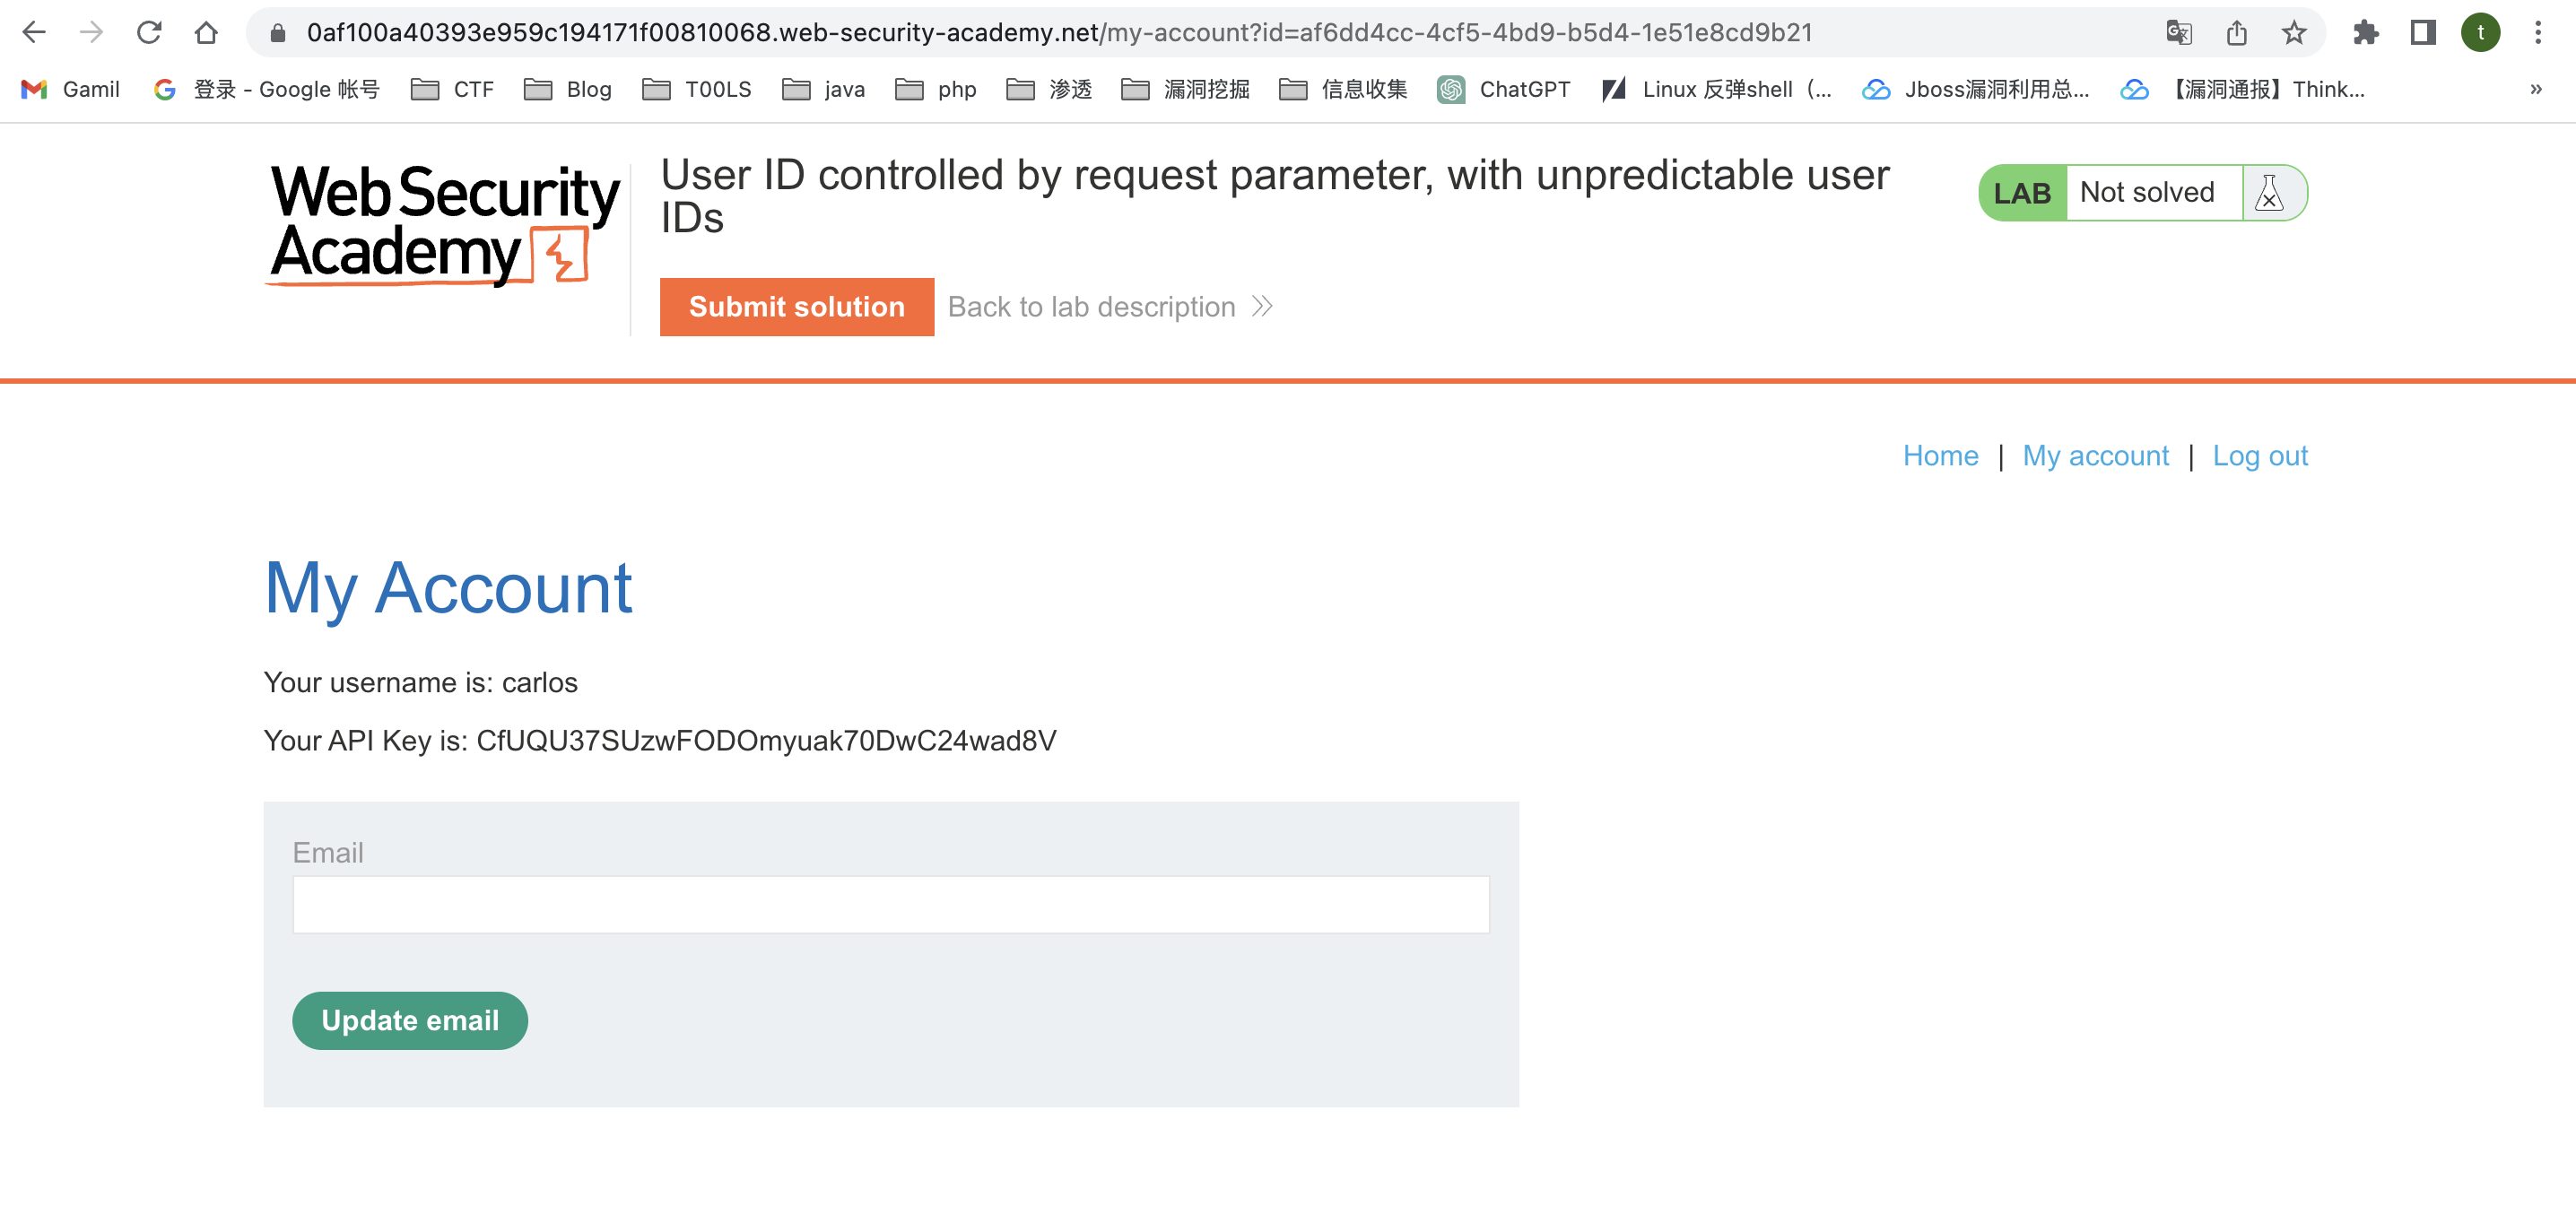 0af100a40393e959c194171f00810068.web-security-academy.net/my-account?id=af6dd4cc-4cf5-4bd9-b5d4-1e51e8cd9b21
t
Gamil 登录 - Google 帐号 CTF Blog T00LS java php 渗透 漏洞挖掘 信息收集 ChatGPT Linux 反弹shell（... Jboss漏洞利用总... 【漏洞通报】Think... »
Web Security
Academy
User ID controlled by request parameter, with unpredictable user
IDs
LAB Not solved
Submit solution Back to lab description
Home | My account | Log out
My Account
Your username is: carlos
Your API Key is: CfUQU37SUzwFODOmyuak70DwC24wad8V
Email
Update email